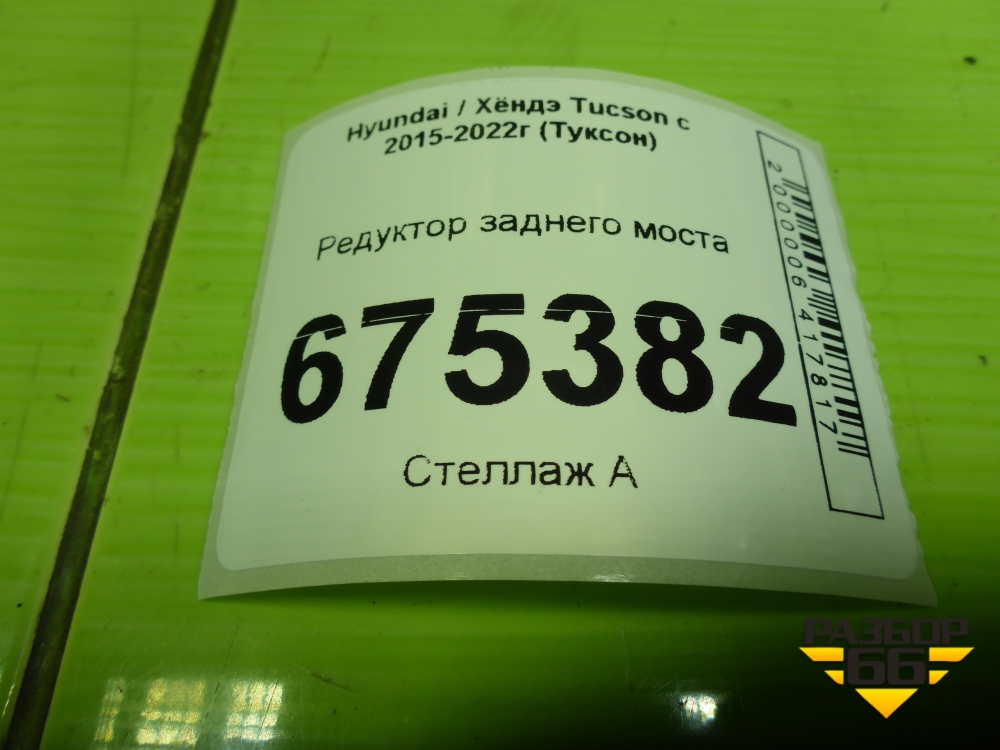 Hyundai / Хёндэ Tucson с
2015-2022г (Туксон)
Редуктор заднего моста
675382
Стеллаж А
2000006417817
РАЗБОР
66